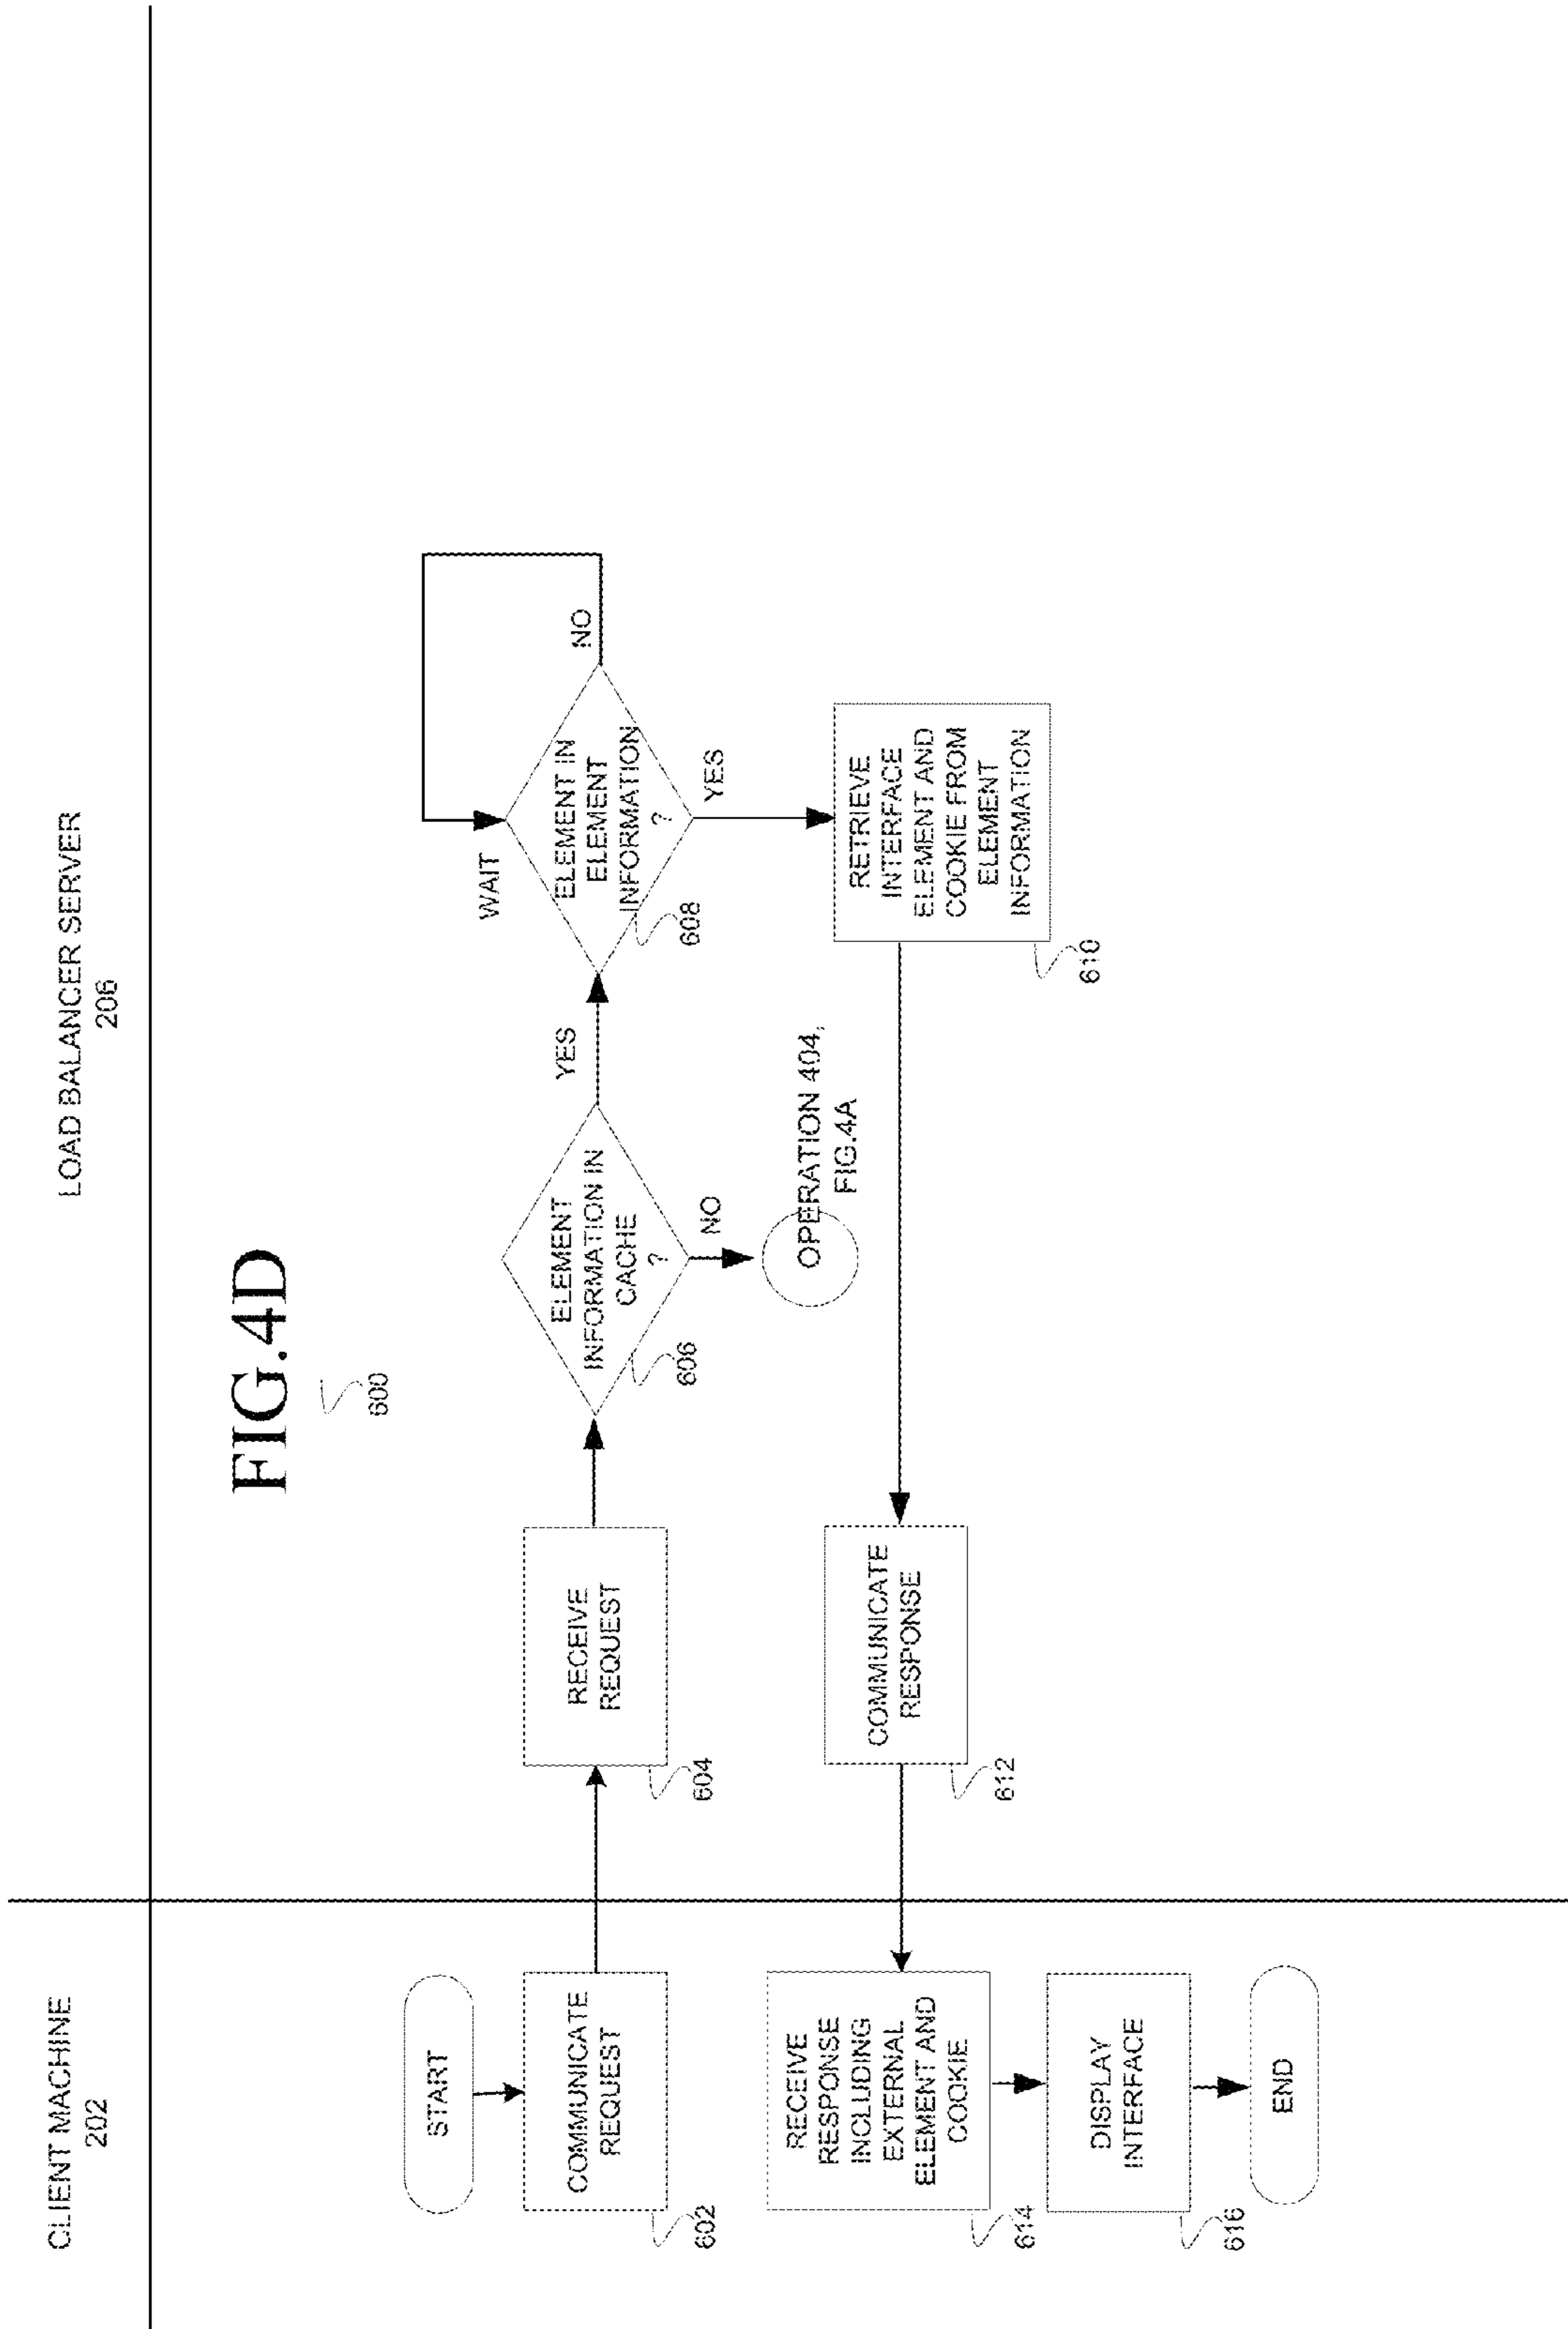 CLIENT MACHINE
202
LOAD BALANCER SERVER
206
FIG.4D
600
START
COMMUNICATE
REQUEST
602
RECEIVE
REQUEST
604
ELEMENT
INFORMATION IN
CACHE
?
606
YES
NO
OPERATION 404,
FIG.4A
WAIT
ELEMENT IN
ELEMENT
INFORMATION
?
608
NO
YES
RETRIEVE
INTERFACE
ELEMENT AND
COOKIE FROM
ELEMENT
INFORMATION
610
COMMUNICATE
RESPONSE
612
RECEIVE
RESPONSE
INCLUDING
EXTERNAL
ELEMENT AND
COOKIE
614
DISPLAY
INTERFACE
616
END